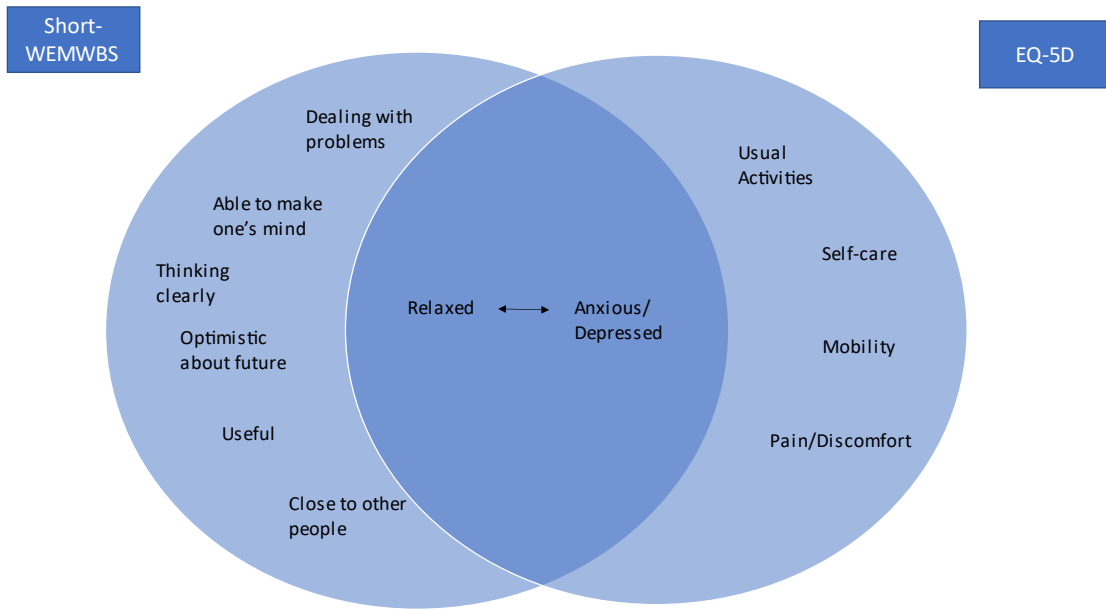 Short-
WEMWBS
EQ-5D
Dealing with
problems
Able to make
one's mind
Thinking
clearly
Optimistic
about future
Useful
Close to other
people
Relaxed
Anxious/
Depressed
Usual
Activities
Self-care
Mobility
Pain/Discomfort